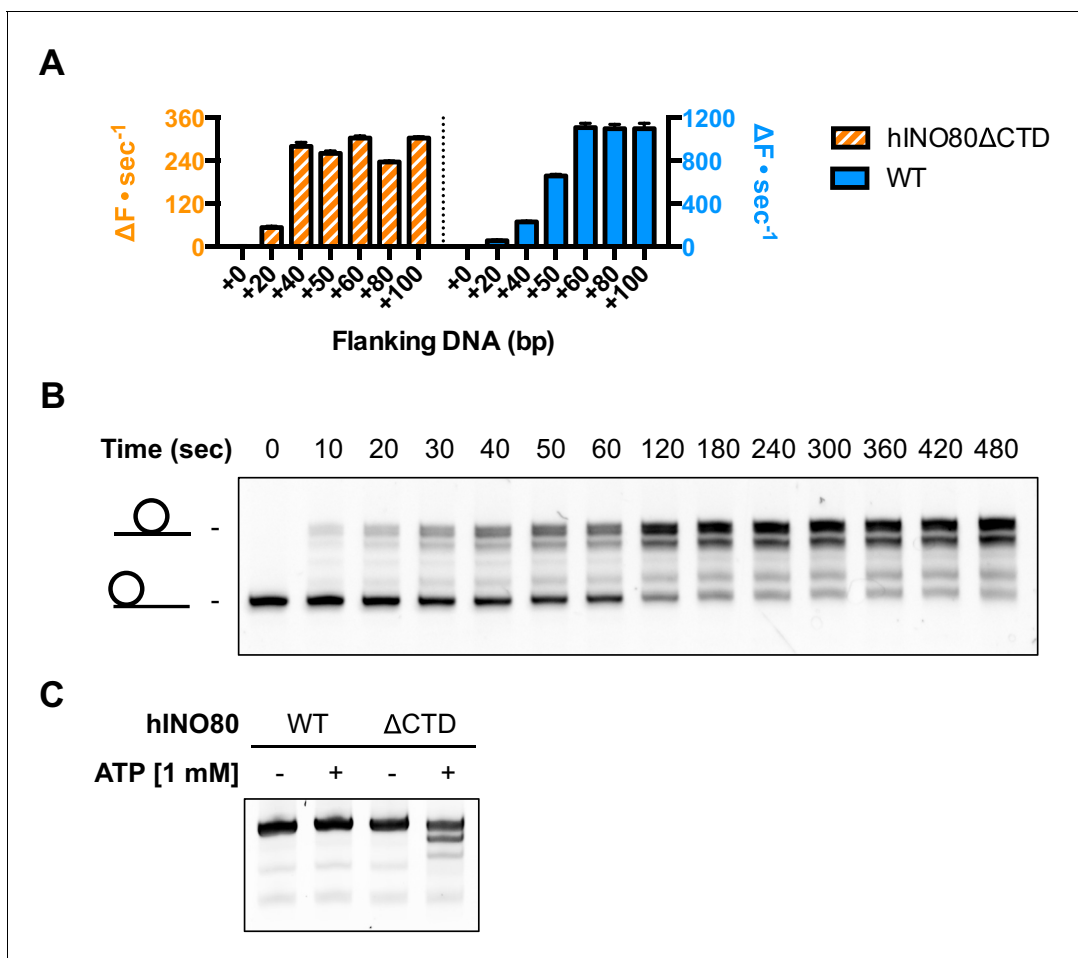 A
ΔF • sec⁻¹
360
240
120
0
1200
800
400
0
ΔF • sec⁻¹
hINO80ΔCTD
WT
+0 +20 +40 +50 +60 +80 +100 +0 +20 +40 +50 +60 +80 +100
Flanking DNA (bp)
B
Time (sec) 0 10 20 30 40 50 60 120 180 240 300 360 420 480
-
-
C
hINO80 WT ΔCTD
ATP [1 mM] - + - +